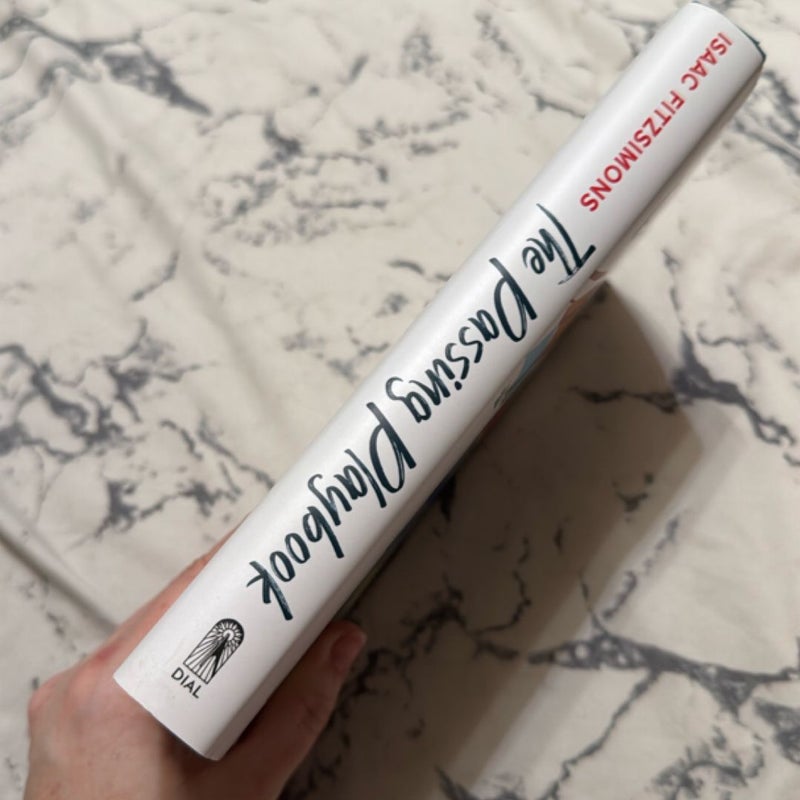 ISAAC FITZSIMONS
The Passing Playbook
DIAL